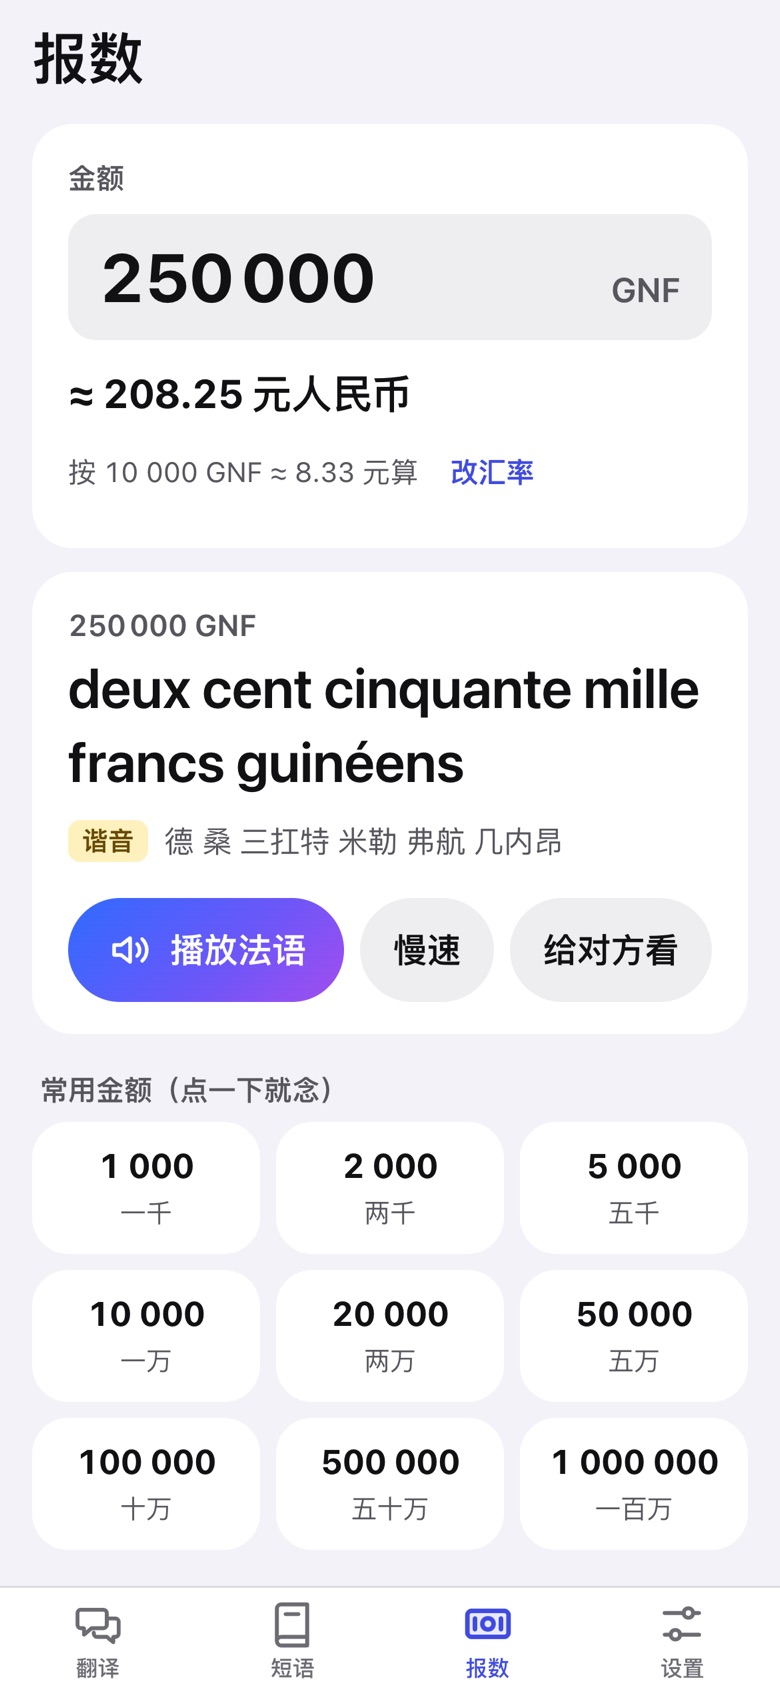 报数
金额
250 000 GNF
≈ 208.25 元人民币
按 10 000 GNF ≈ 8.33 元算 改汇率
250 000 GNF
deux cent cinquante mille
francs guinéens
谐音 德 桑 三扛特 米勒 弗航 几内昂
播放法语 慢速 给对方看
常用金额（点一下就念）
1 000 2 000 5 000
一千 两千 五千
10 000 20 000 50 000
一万 两万 五万
100 000 500 000 1 000 000
十万 五十万 一百万
翻译 短语 报数 设置